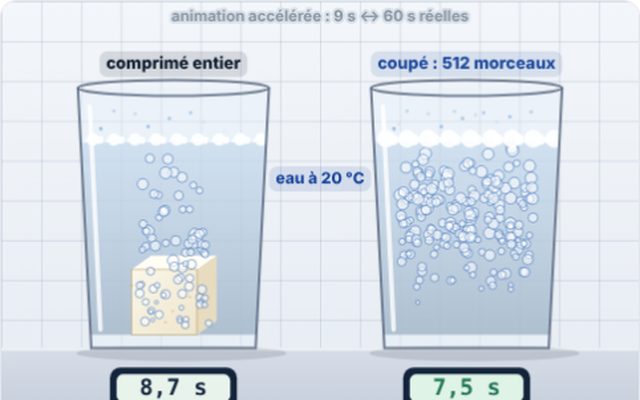 animation accélérée : 9 s ↔ 60 s réelles
comprimé entier
coupé : 512 morceaux
eau à 20 °C
8,7 s
7,5 s